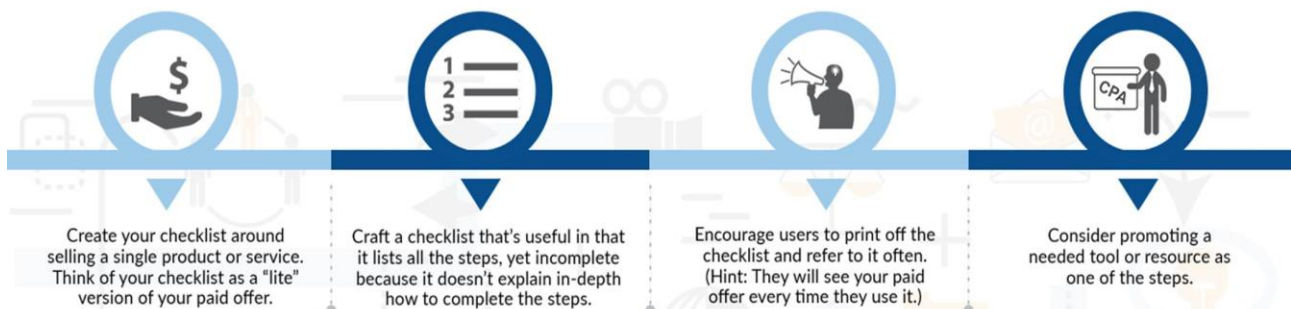 $
1
2
3
CPA
Create your checklist around
selling a single product or service.
Think of your checklist as a “lite”
version of your paid offer.
Craft a checklist that’s useful in that
it lists all the steps, yet incomplete
because it doesn’t explain in-depth
how to complete the steps.
Encourage users to print off the
checklist and refer to it often.
(Hint: They will see your paid
offer every time they use it.)
Consider promoting a
needed tool or resource as
one of the steps.